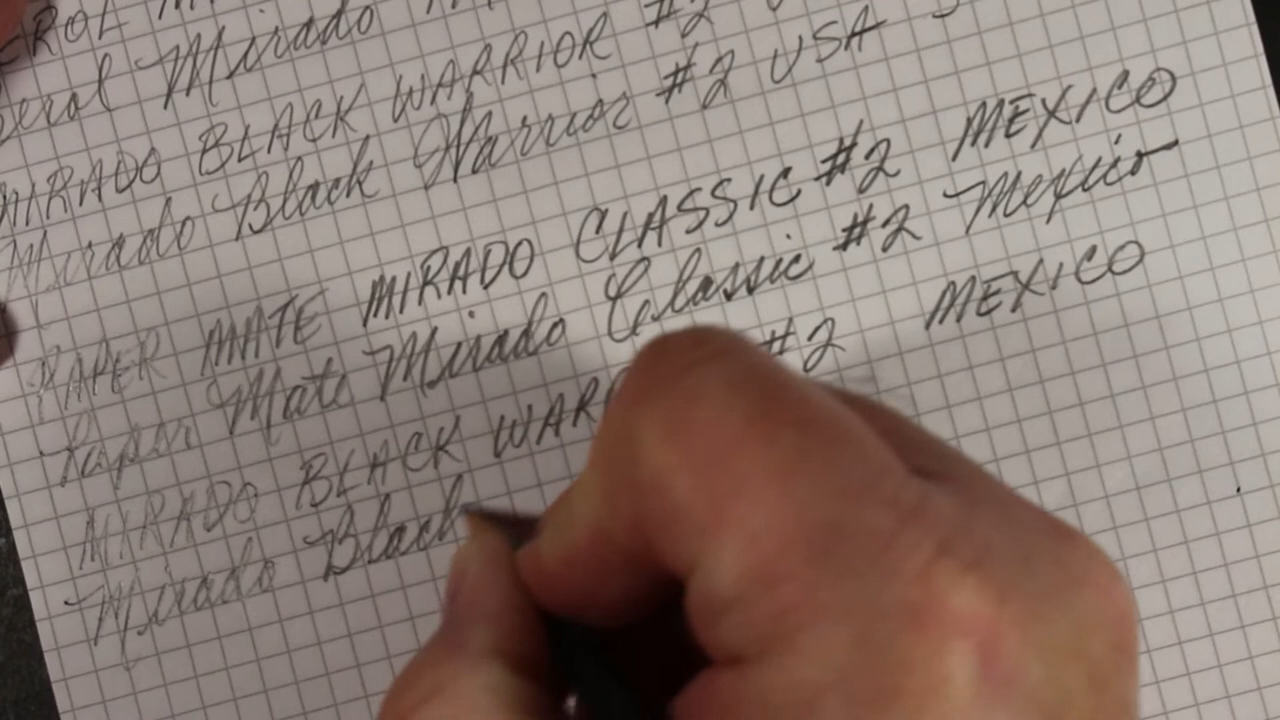 Mirado
MIRADO BLACK WARRIOR #2
Mirado Black Warrior #2 USA
PAPER MATE MIRADO CLASSIC #2 MEXICO
Paper Mate Mirado Classic #2 Mexico
MIRADO BLACK WAR #2 MEXICO
Mirado Black